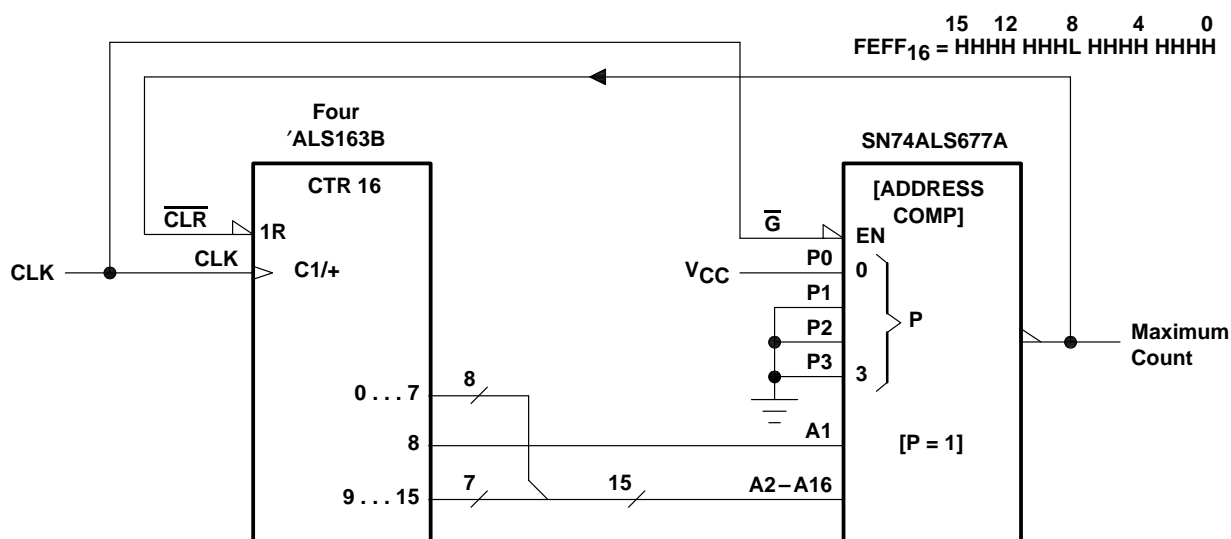 15 12 8 4 0
FEFF16 = HHHH HHHL HHHH HHHH
Four
′ALS163B
SN74ALS677A
CTR 16
[ADDRESS
COMP]
CLR
1R
G
EN
CLK
CLK
C1/+
VCC
P0
0
P1
P2
P
P3
3
Maximum
Count
0 . . . 7
8
8
A1
[P = 1]
9 . . . 15
7
15
A2–A16